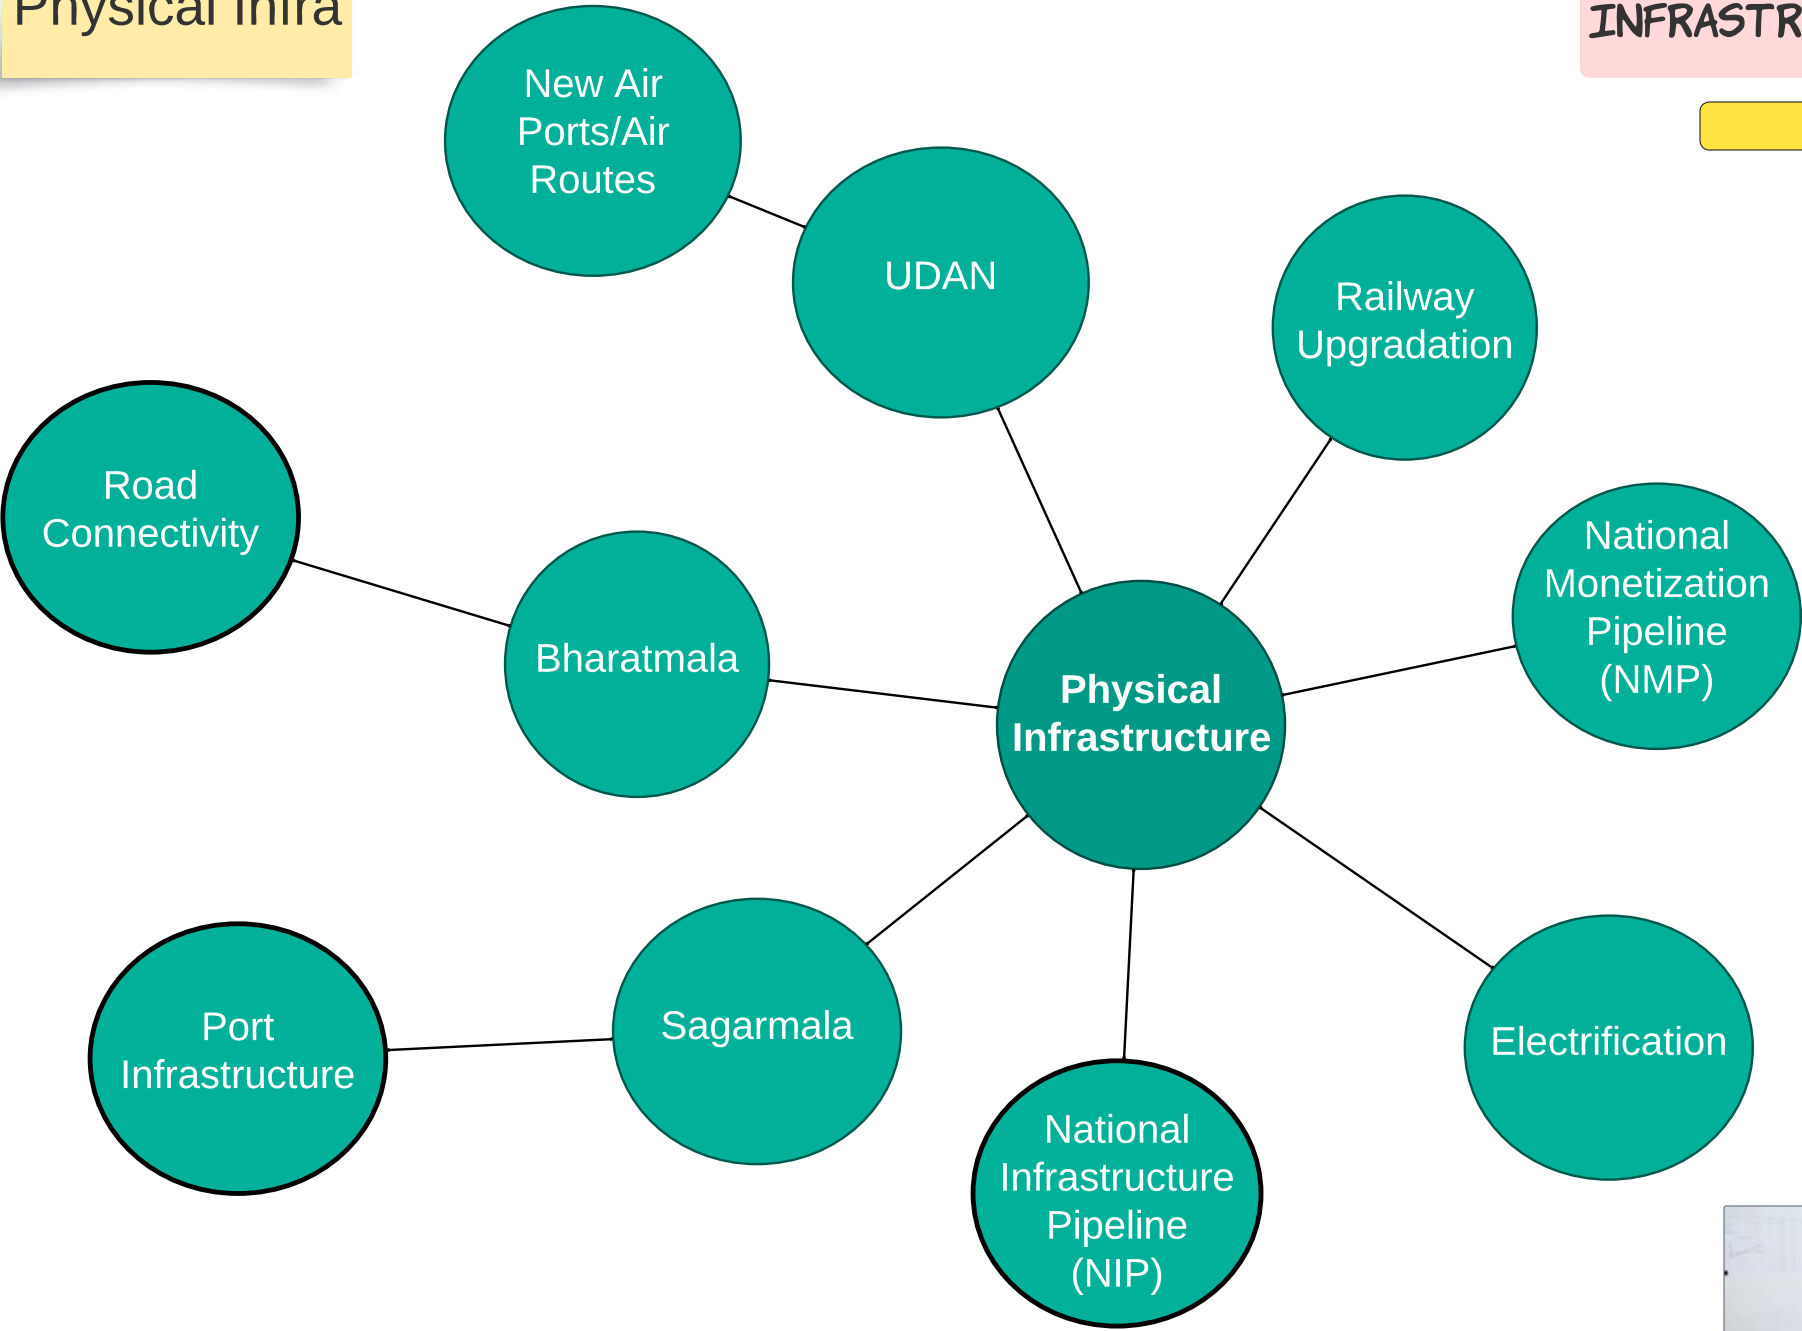 Physical Infra
INFRASTR
New Air
Ports/Air
Routes
UDAN
Railway
Upgradation
Road
Connectivity
National
Monetization
Pipeline
(NMP)
Bharatmala
Physical
Infrastructure
Port
Infrastructure
Sagarmala
Electrification
National
Infrastructure
Pipeline
(NIP)